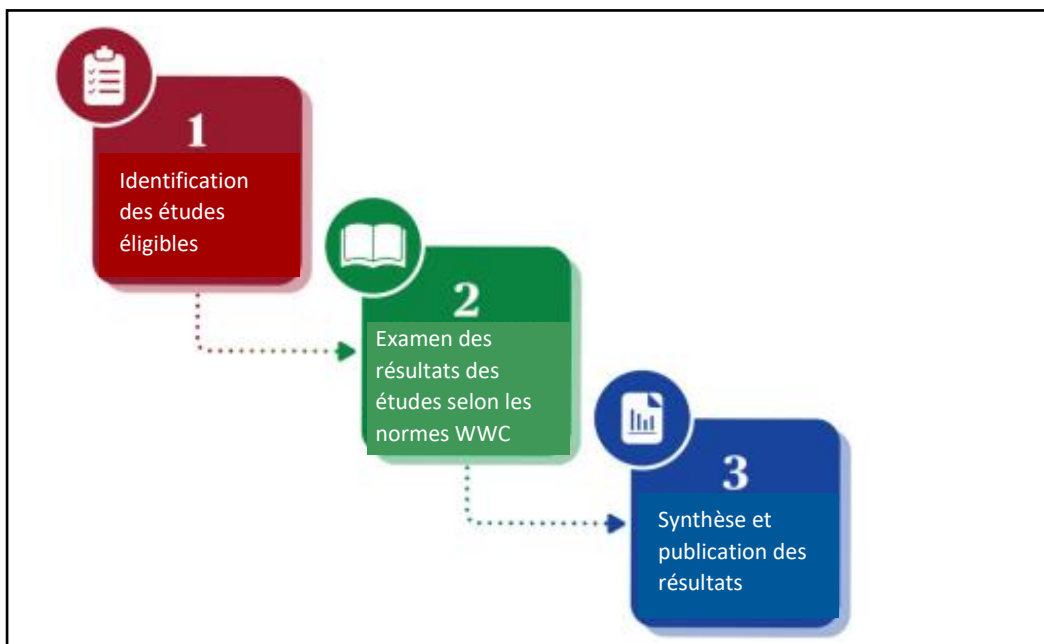 1
Identification
des études
éligibles
2
Examen des
résultats des
études selon les
normes WWC
3
Synthèse et
publication des
résultats